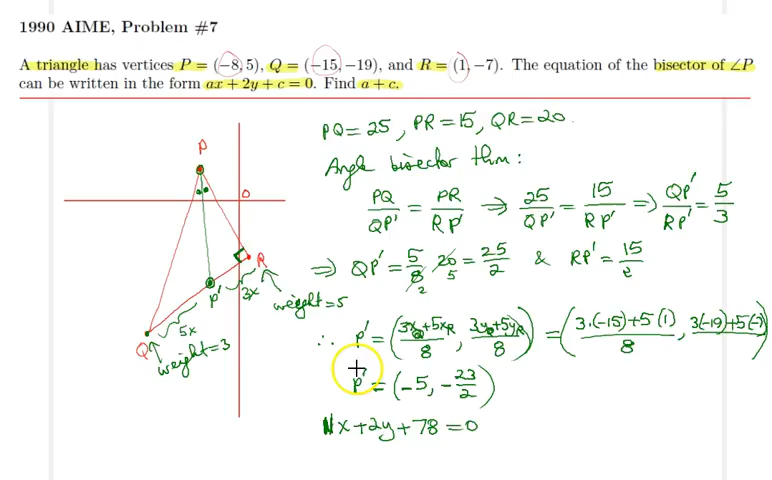 1990 AIME, Problem #7
A triangle has vertices P = (−8, 5), Q = (−15, −19), and R = (1, −7). The equation of the bisector of ∠P
can be written in the form ax + 2y + c = 0. Find a + c.
PQ = 25, PR = 15, QR = 20.
Angle bisector thm:
PQ/QP' = PR/RP' ⇒ 25/QP' = 15/RP' ⇒ QP'/RP' = 5/3
⇒ QP' = 5/8 · 20 = 25/2 & RP' = 15/2
∴ P' = ((3x_Q + 5x_R)/8, (3y_Q + 5y_R)/8) = ((3·(−15) + 5(1))/8, (3(−19) + 5(−7))/8)
P' = (−5, −23/2)
11x + 2y + 78 = 0
P
O
R
P'
3x
weight = 5
5x
Q
weight = 3
2
5